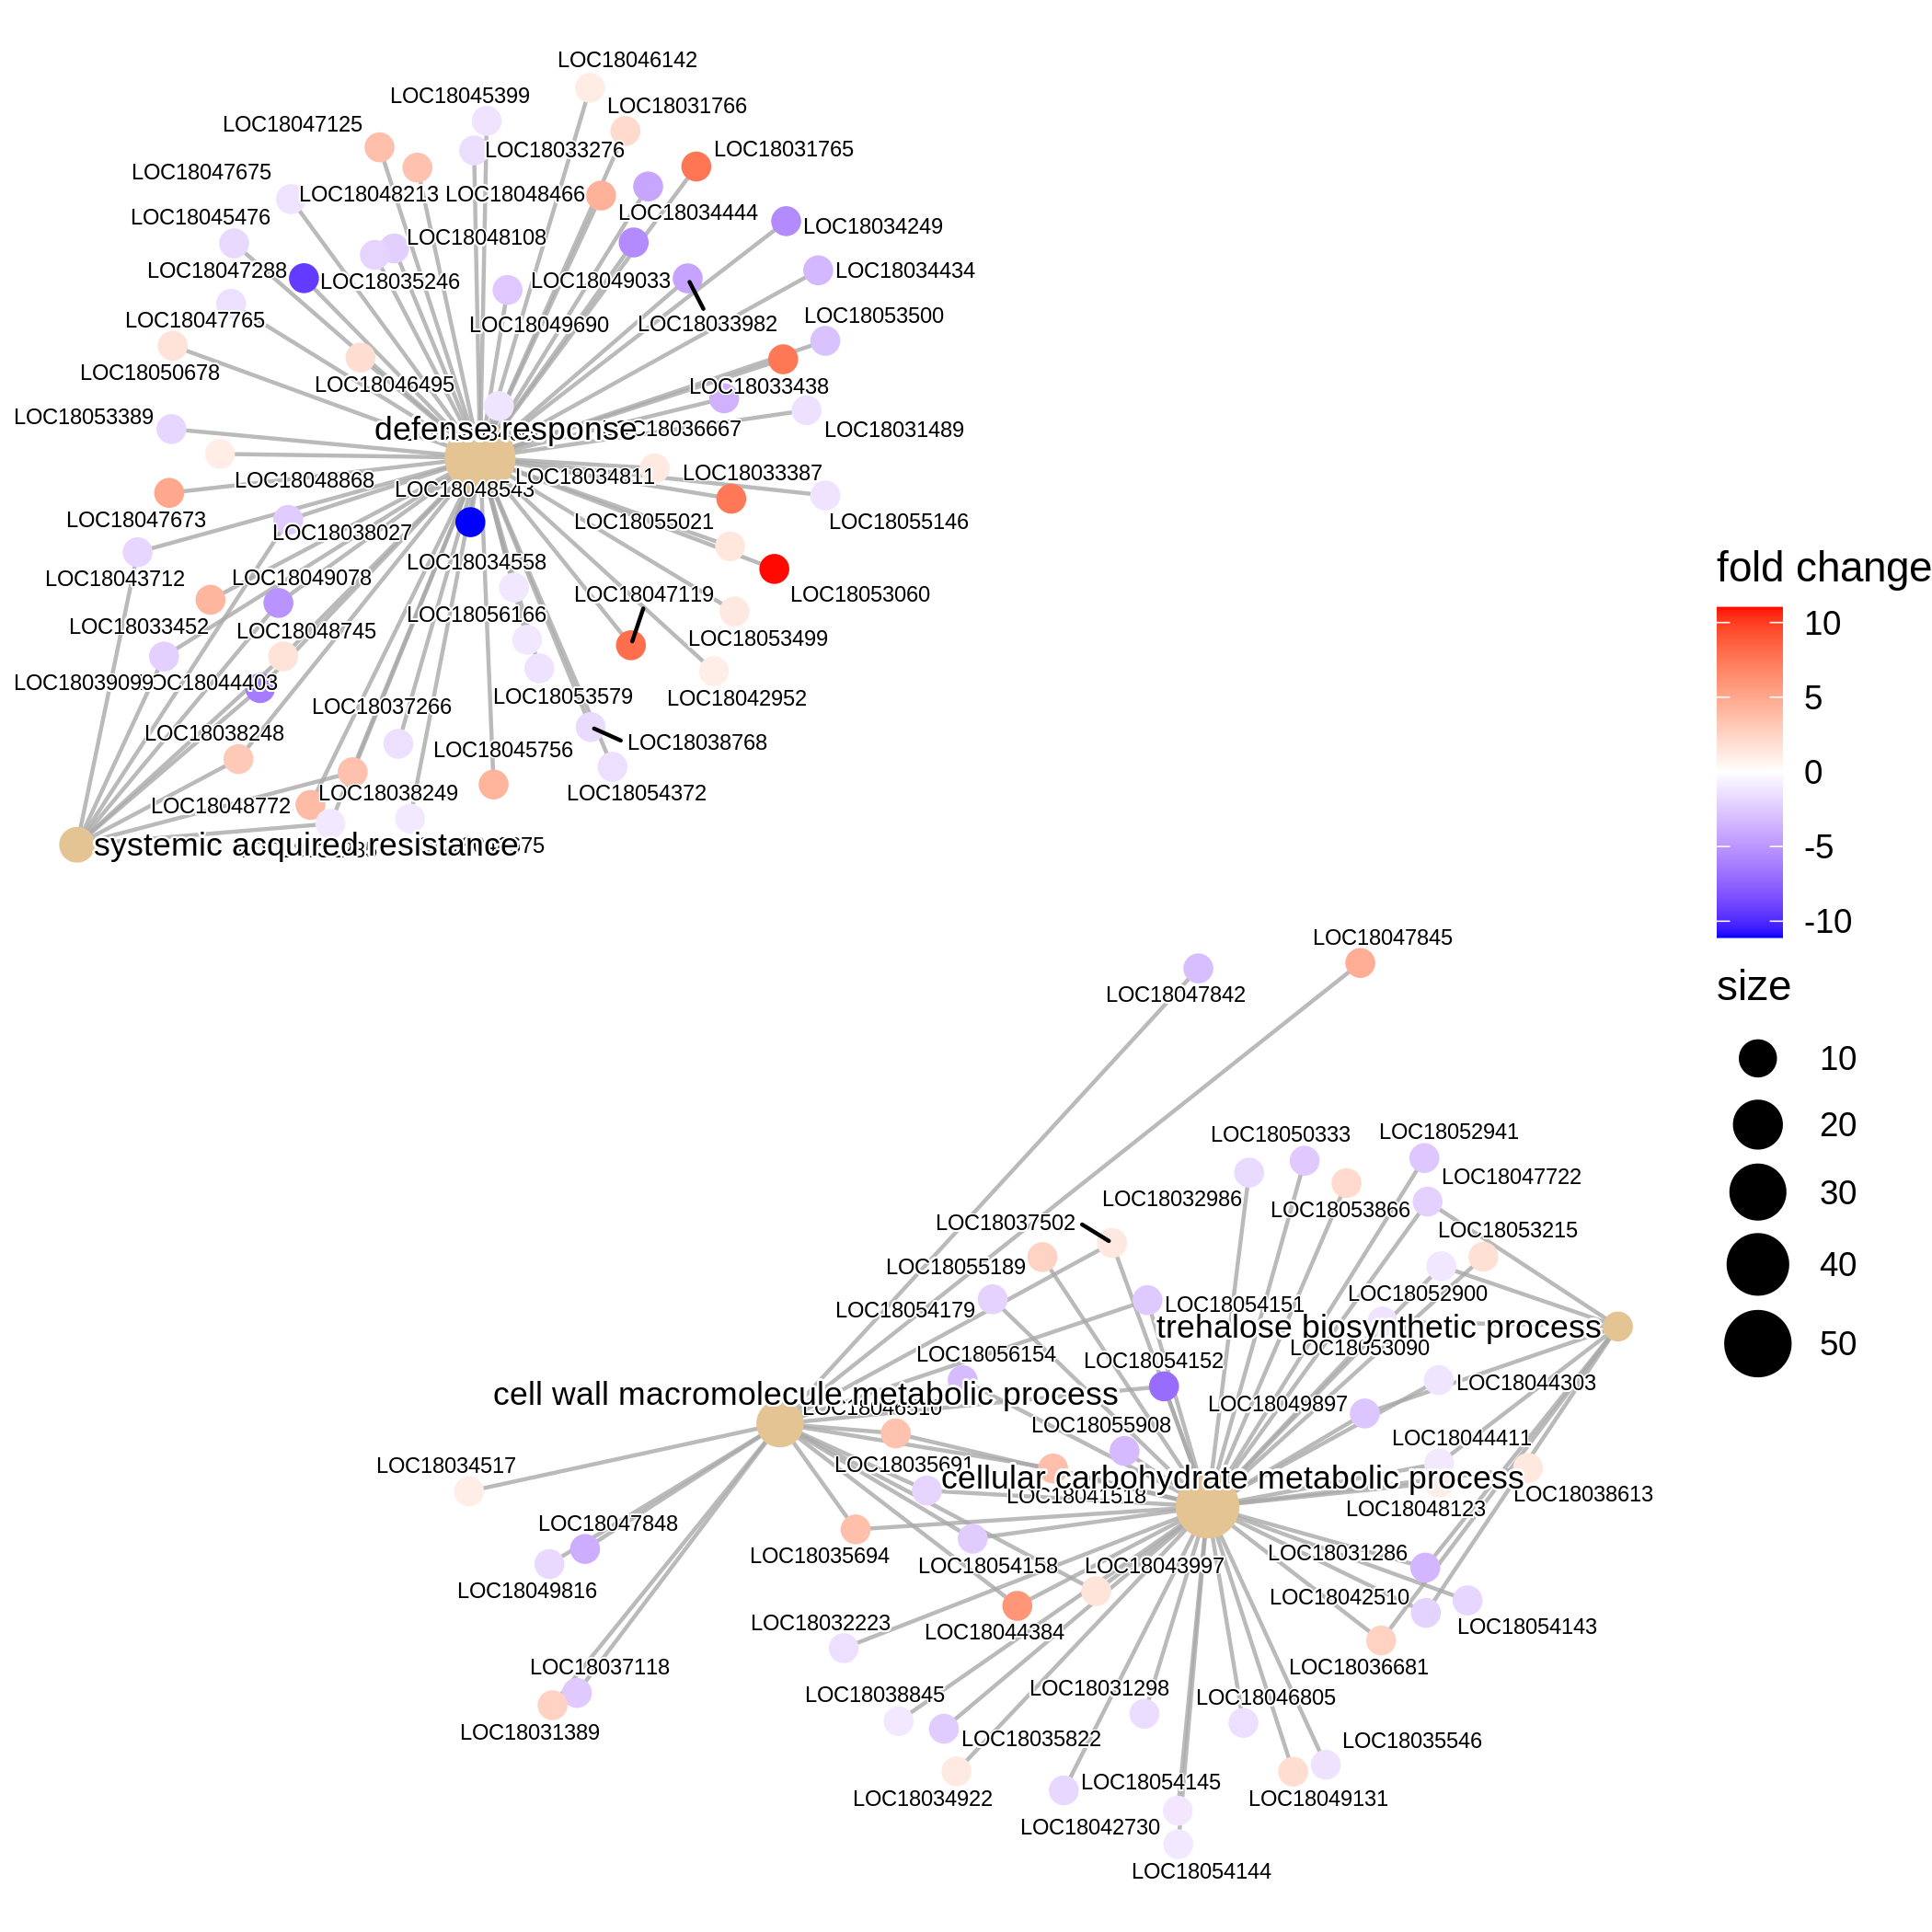 LOC18046142
LOC18045399
LOC18031766
LOC18047125
LOC18033276
LOC18031765
LOC18047675
LOC18048213
LOC18048466
LOC18045476
LOC18034444
LOC18034249
LOC18048108
LOC18047288
LOC18035246
LOC18049033
LOC18034434
LOC18047765
LOC18049690
LOC18033982
LOC18053500
LOC18050678
LOC18046495
LOC18033438
LOC18053389
defense response
LOC18036667
LOC18031489
LOC18048868
LOC18034811
LOC18033387
LOC18048543
LOC18047673
LOC18038027
LOC18055021
LOC18055146
LOC18034558
LOC18043712
LOC18049078
LOC18047119
LOC18053060
LOC18056166
LOC18033452
LOC18048745
LOC18053499
LOC18039099
LOC18044403
LOC18037266
LOC18053579
LOC18042952
LOC18038248
LOC18045756
LOC18038768
LOC18048772
LOC18038249
LOC18054372
systemic acquired resistance
fold change
10
5
0
-5
-10
size
10
20
30
40
50
LOC18047845
LOC18047842
LOC18050333
LOC18052941
LOC18047722
LOC18032986
LOC18053866
LOC18037502
LOC18053215
LOC18055189
LOC18052900
LOC18054179
LOC18054151
trehalose biosynthetic process
LOC18053090
LOC18056154
LOC18054152
LOC18044303
cell wall macromolecule metabolic process
LOC18049897
LOC18046510
LOC18055908
LOC18044411
LOC18034517
LOC18035691
cellular carbohydrate metabolic process
LOC18041518
LOC18038613
LOC18048123
LOC18047848
LOC18035694
LOC18054158
LOC18043997
LOC18031286
LOC18049816
LOC18042510
LOC18032223
LOC18044384
LOC18054143
LOC18037118
LOC18036681
LOC18038845
LOC18031298
LOC18046805
LOC18031389
LOC18035822
LOC18035546
LOC18034922
LOC18054145
LOC18049131
LOC18042730
LOC18054144